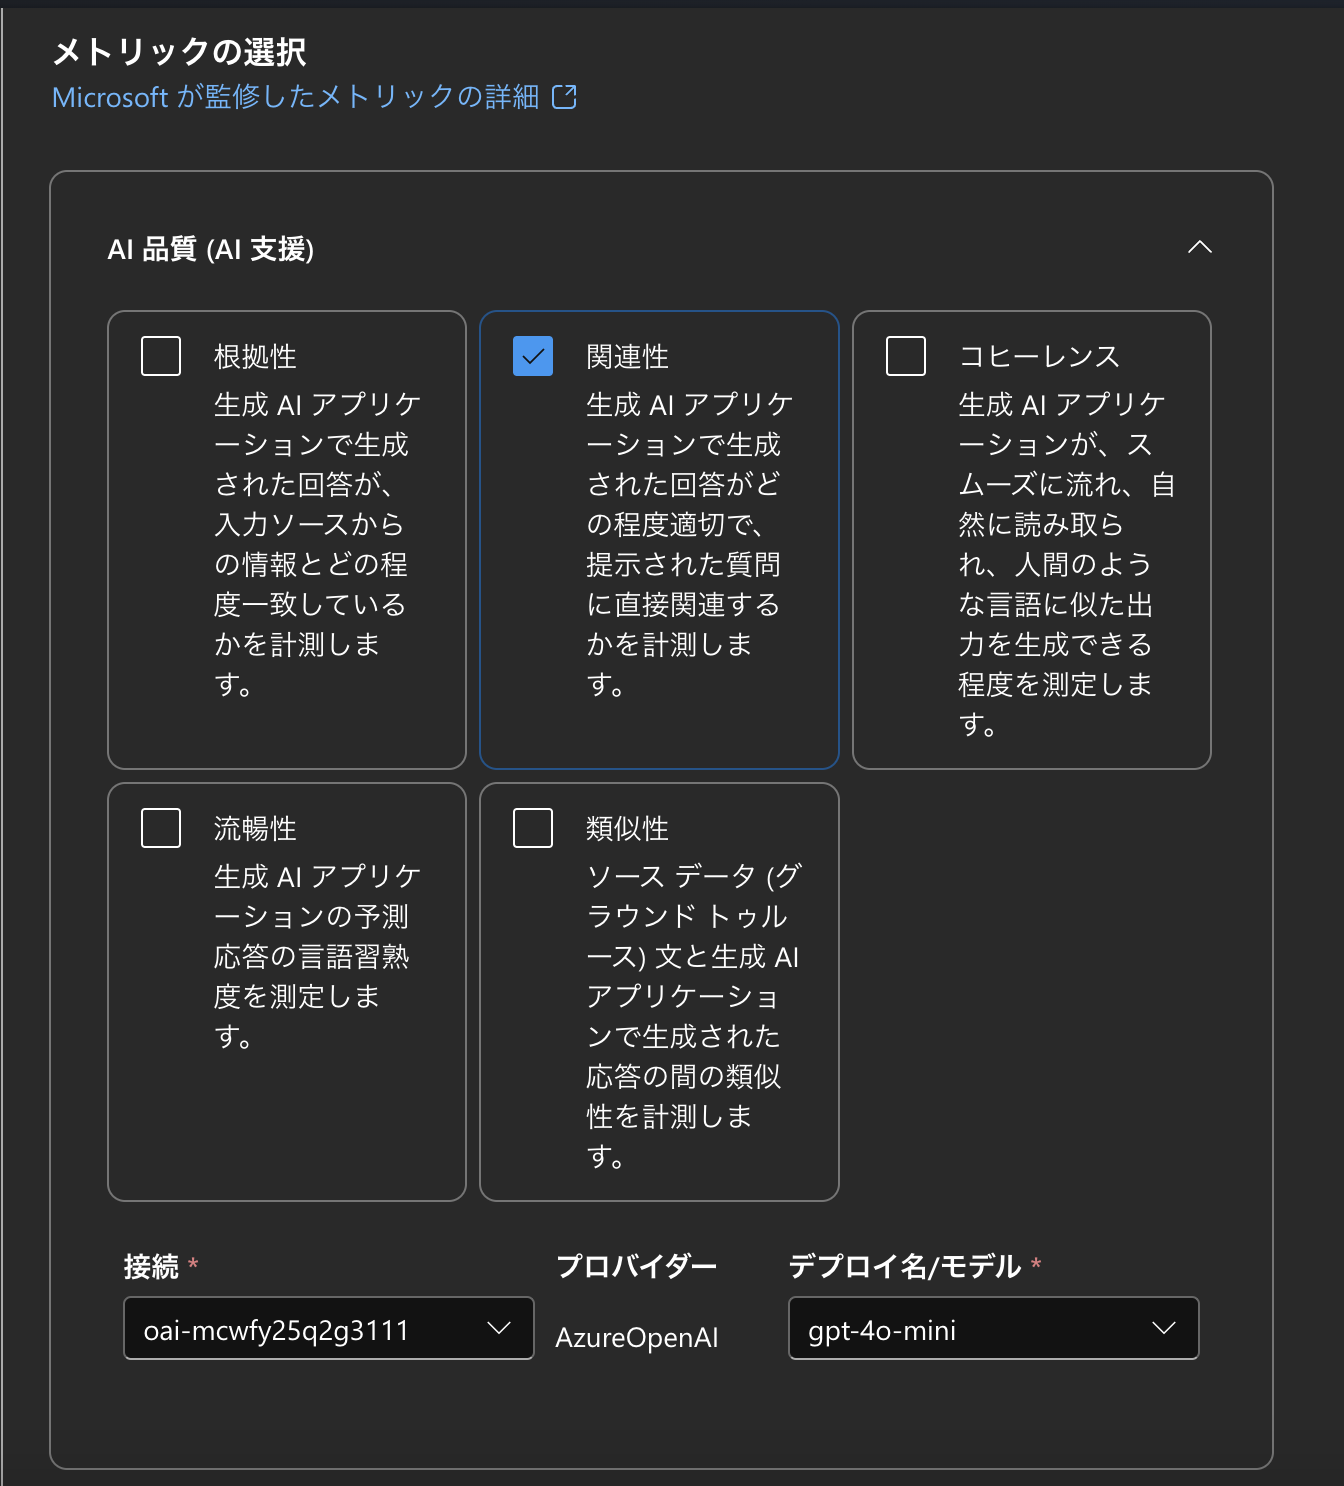 メトリックの選択
Microsoft が監修したメトリックの詳細
AI 品質 (AI 支援)
根拠性
生成 AI アプリケ
ーションで生成
された回答が、
入力ソースから
の情報とどの程
度一致している
かを計測しま
す。
関連性
生成 AI アプリケ
ーションで生成
された回答がど
の程度適切で、
提示された質問
に直接関連する
かを計測しま
す。
コヒーレンス
生成 AI アプリケ
ーションが、ス
ムーズに流れ、自
然に読み取ら
れ、人間のよう
な言語に似た出
力を生成できる
程度を測定しま
す。
流暢性
生成 AI アプリケ
ーションの予測
応答の言語習熟
度を測定しま
す。
類似性
ソース データ (グ
ラウンド トゥル
ース) 文と生成 AI
アプリケーショ
ンで生成された
応答の間の類似
性を計測しま
す。
接続 *
oai-mcwfy25q2g3111
プロバイダー
AzureOpenAI
デプロイ名/モデル *
gpt-4o-mini